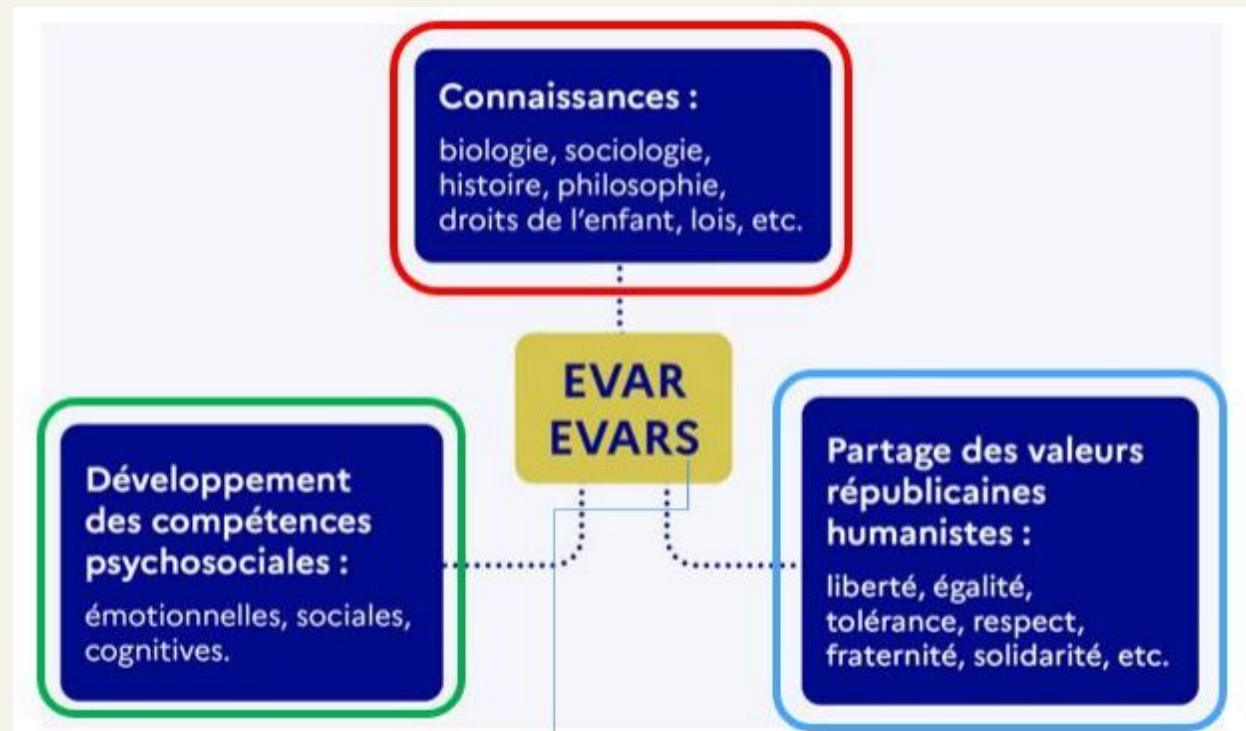 Connaissances :
biologie, sociologie,
histoire, philosophie,
droits de l'enfant, lois, etc.
EVAR
EVARS
Développement
des compétences
psychosociales :
émotionnelles, sociales,
cognitives.
Partage des valeurs
républicaines
humanistes :
liberté, égalité,
tolérance, respect,
fraternité, solidarité, etc.